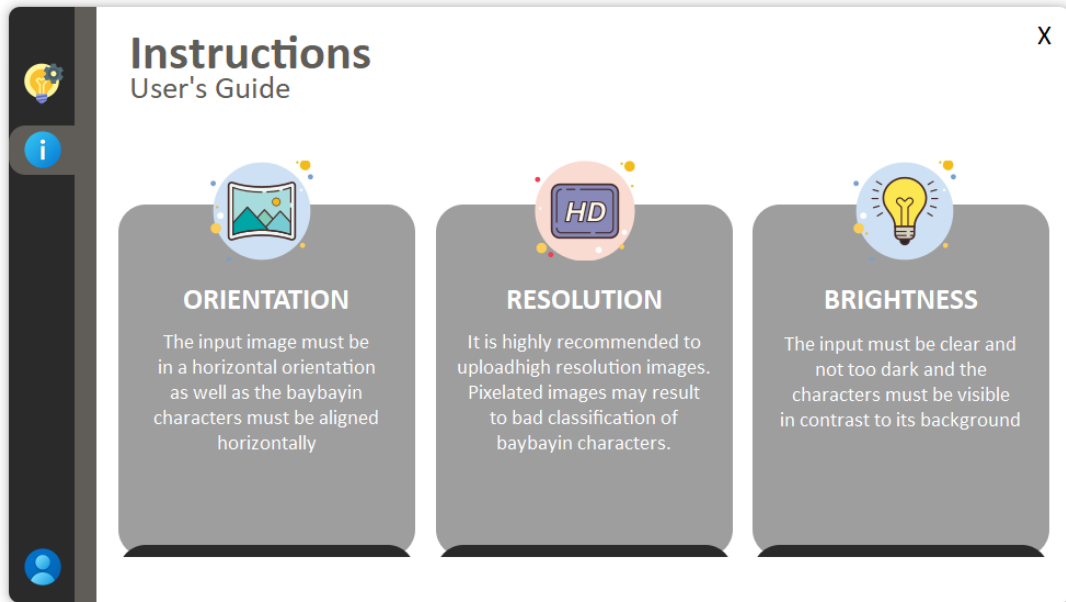 X
Instructions
User's Guide
i
HD
ORIENTATION
The input image must be
in a horizontal orientation
as well as the baybayin
characters must be aligned
horizontally
RESOLUTION
It is highly recommended to
uploadhigh resolution images.
Pixelated images may result
to bad classification of
baybayin characters.
BRIGHTNESS
The input must be clear and
not too dark and the
characters must be visible
in contrast to its background